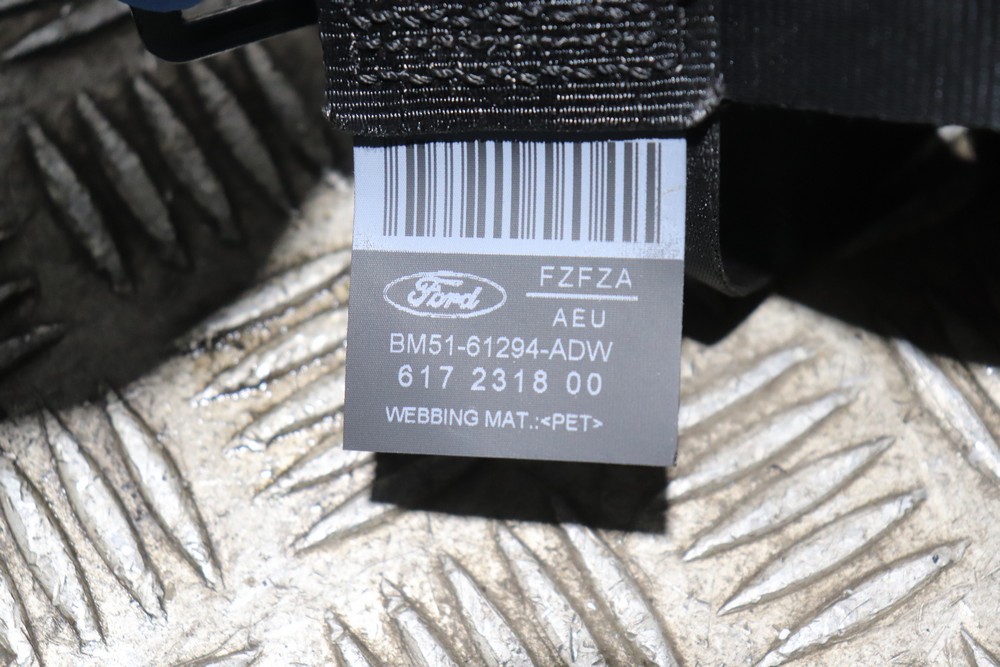 Ford
FZFZA
AEU
BM51-61294-ADW
617 2318 00
WEBBING MAT.:<PET>